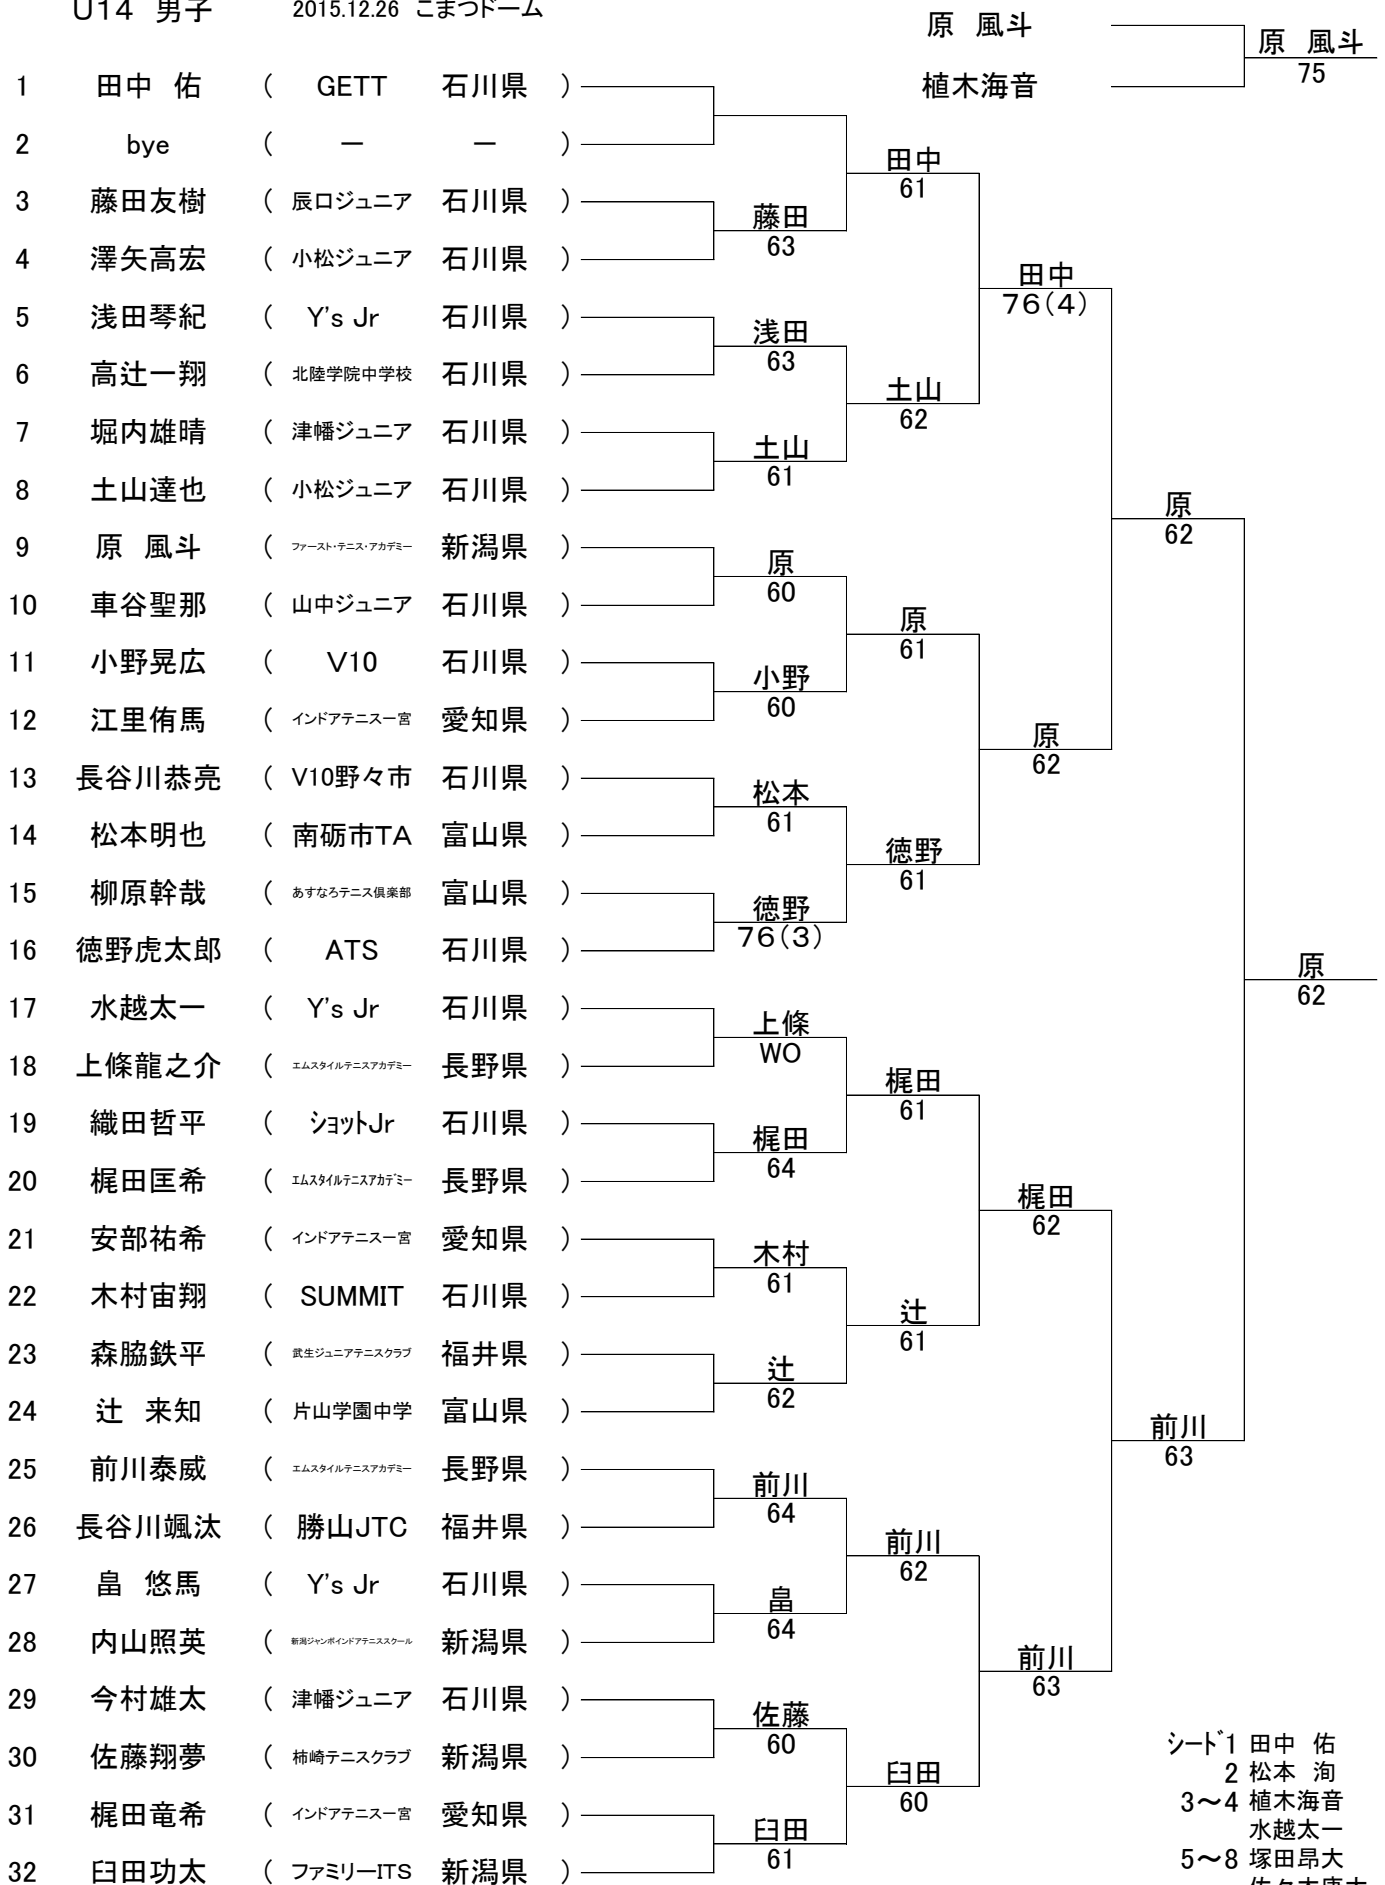 U14 男子 2015.12.26 こまつドーム
原 風斗
原 風斗
75
植木海音
1 田中 佑 ( GETT 石川県 )
2 bye ( ー ー )
田中
61
3 藤田友樹 ( 辰口ジュニア 石川県 )
藤田
63
4 澤矢高宏 ( 小松ジュニア 石川県 )
田中
76(4)
5 浅田琴紀 ( Y's Jr 石川県 )
浅田
63
6 高辻一翔 ( 北陸学院中学校 石川県 )
土山
62
7 堀内雄晴 ( 津幡ジュニア 石川県 )
土山
61
8 土山達也 ( 小松ジュニア 石川県 )
原
62
9 原 風斗 ( ファースト・テニス・アカデミー 新潟県 )
原
60
10 車谷聖那 ( 山中ジュニア 石川県 )
原
61
11 小野晃広 ( V10 石川県 )
小野
60
12 江里侑馬 ( インドアテニス一宮 愛知県 )
原
62
13 長谷川恭亮 ( V10野々市 石川県 )
松本
61
14 松本明也 ( 南砺市TA 富山県 )
徳野
61
15 柳原幹哉 ( あすなろテニス倶楽部 富山県 )
徳野
76(3)
16 徳野虎太郎 ( ATS 石川県 )
原
62
17 水越太一 ( Y's Jr 石川県 )
上條
WO
18 上條龍之介 ( エムスタイルテニスアカデミー 長野県 )
梶田
61
19 織田哲平 ( ショットJr 石川県 )
梶田
64
20 梶田匡希 ( エムスタイルテニスアカデミー 長野県 )
梶田
62
21 安部祐希 ( インドアテニス一宮 愛知県 )
木村
61
22 木村宙翔 ( SUMMIT 石川県 )
辻
61
23 森脇鉄平 ( 武生ジュニアテニスクラブ 福井県 )
辻
62
24 辻 来知 ( 片山学園中学 富山県 )
前川
63
25 前川泰威 ( エムスタイルテニスアカデミー 長野県 )
前川
64
26 長谷川颯汰 ( 勝山JTC 福井県 )
前川
62
27 畠 悠馬 ( Y's Jr 石川県 )
畠
64
28 内山照英 ( 新潟ジャンボインドアテニススクール 新潟県 )
前川
63
29 今村雄太 ( 津幡ジュニア 石川県 )
佐藤
60
30 佐藤翔夢 ( 柿崎テニスクラブ 新潟県 )
臼田
60
31 梶田竜希 ( インドアテニス一宮 愛知県 )
臼田
61
32 臼田功太 ( ファミリーITS 新潟県 )
シード1 田中 佑
2 松本 洵
3～4 植木海音
水越太一
5～8 塚田昂大